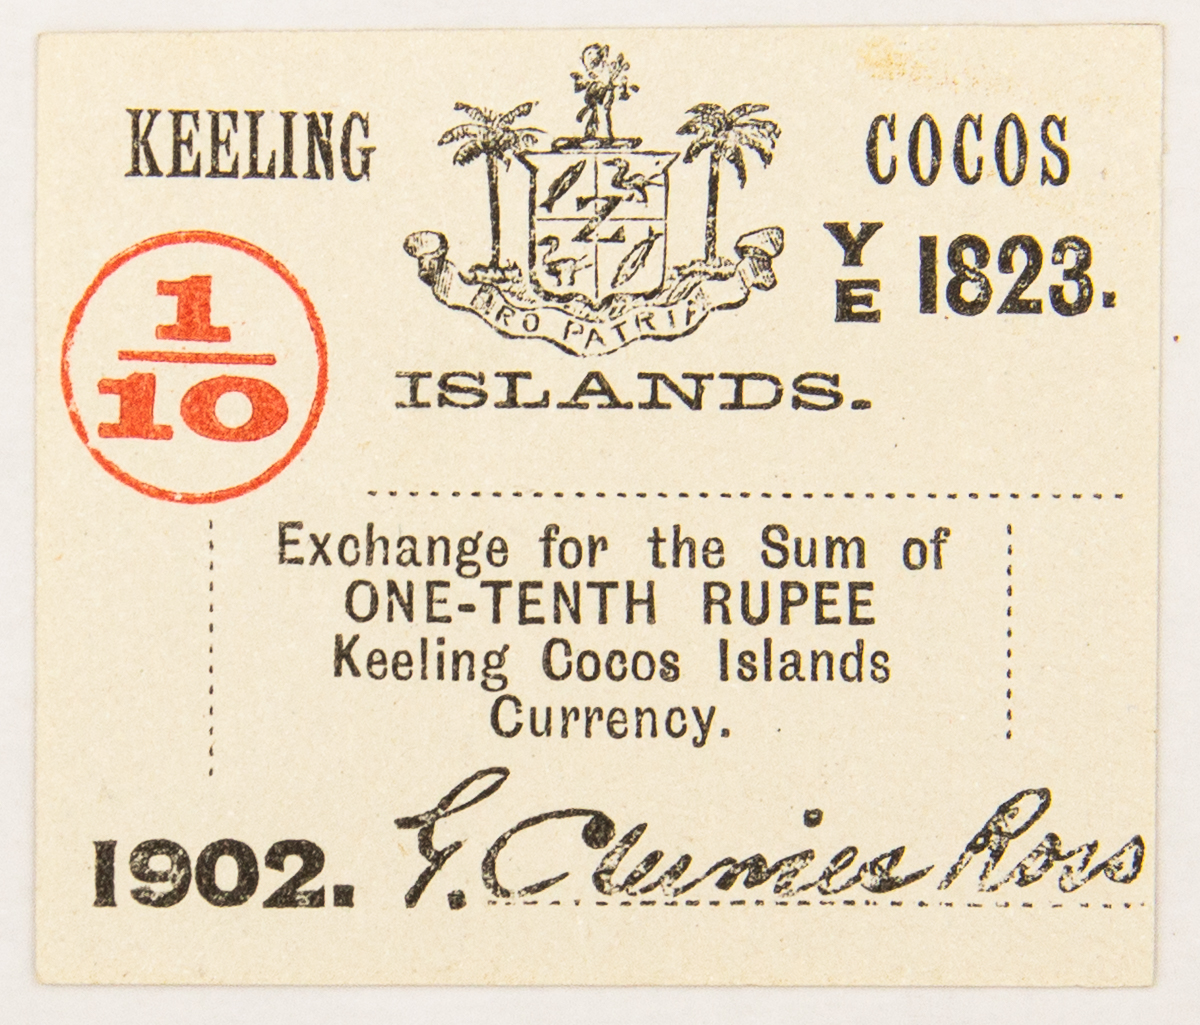 KEELING COCOS
YE 1823.
1/10
Z
PRO PATRIA
ISLANDS.
Exchange for the Sum of
ONE-TENTH RUPEE
Keeling Cocos Islands
Currency.
1902. G. Clunies Ross